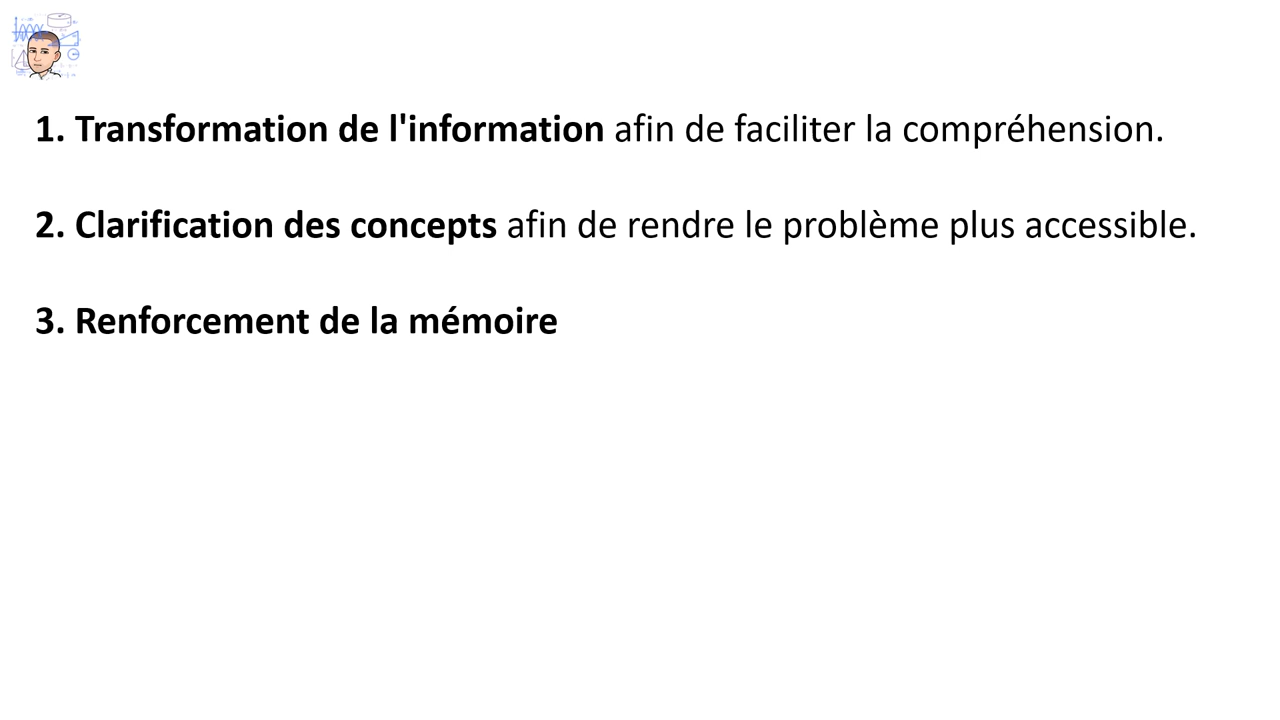 1. Transformation de l'information afin de faciliter la compréhension.
2. Clarification des concepts afin de rendre le problème plus accessible.
3. Renforcement de la mémoire